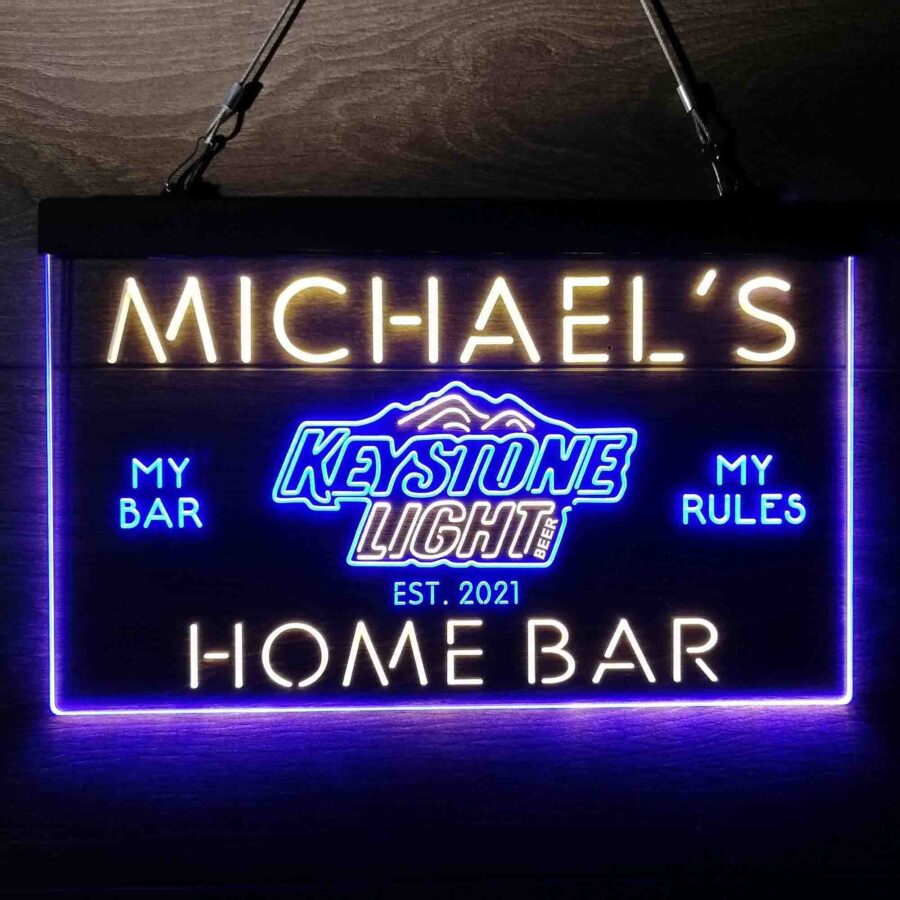 MICHAEL'S
MY
BAR
KEYSTONE
LIGHT BEER
MY
RULES
EST. 2021
HOME BAR